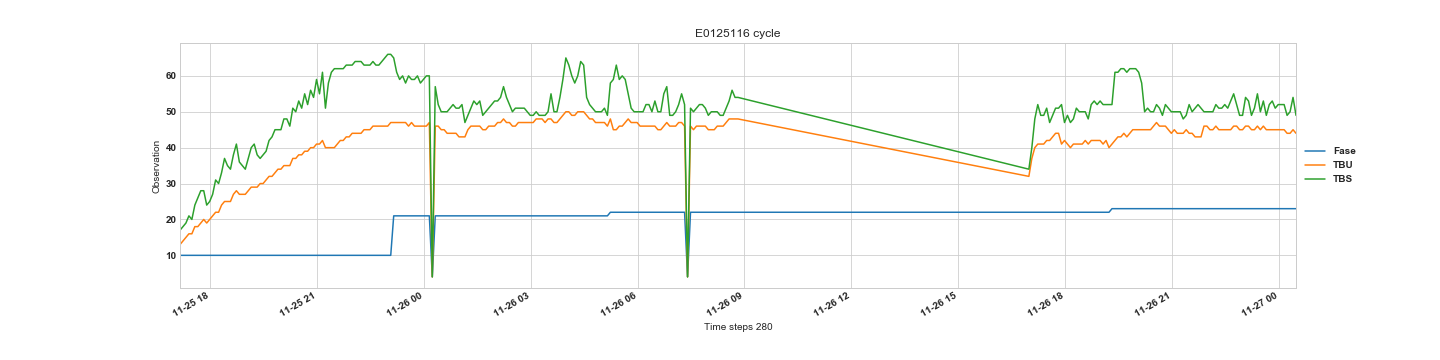 E0125116 cycle
Observation
60
50
40
30
20
10
11-25 18
11-25 21
11-26 00
11-26 03
11-26 06
11-26 09
11-26 12
11-26 15
11-26 18
11-26 21
11-27 00
Time steps 280
Fase
TBU
TBS